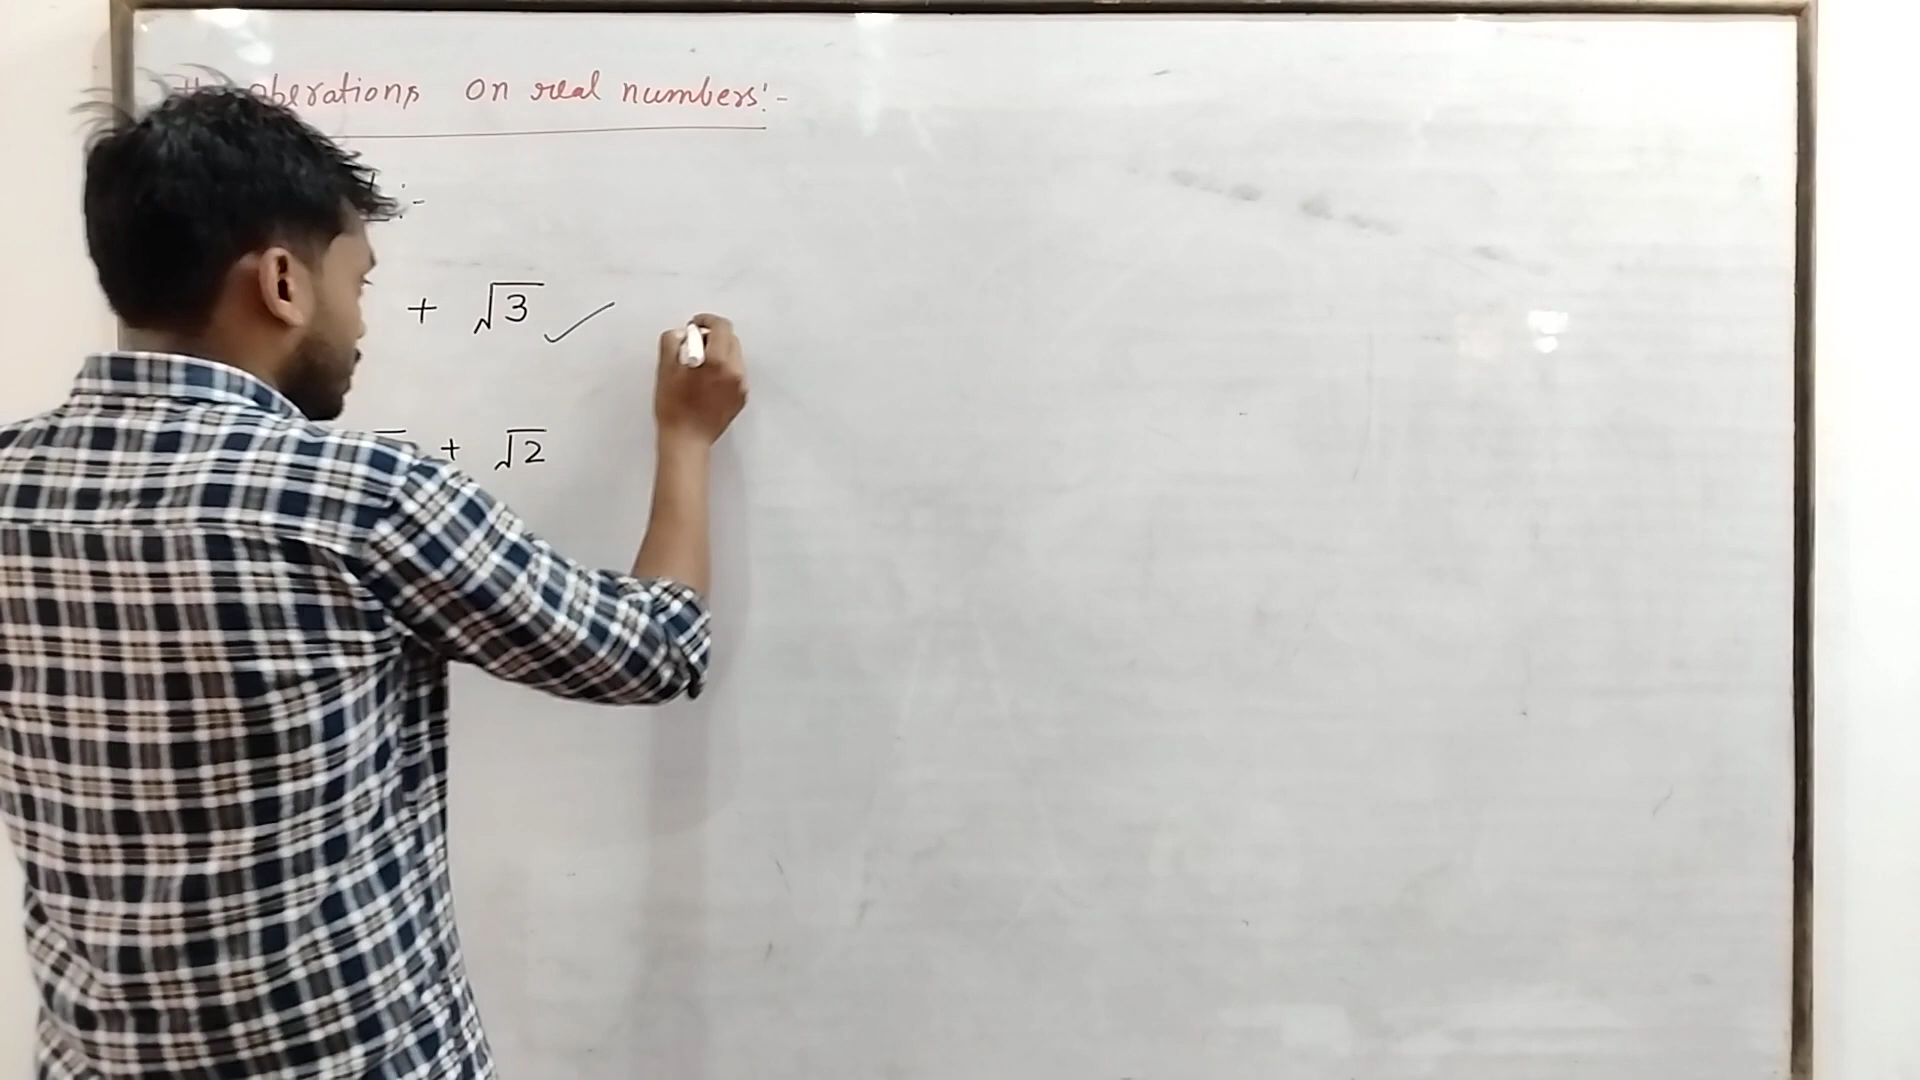 operations on real numbers:-
:-
+ √3
+ √2